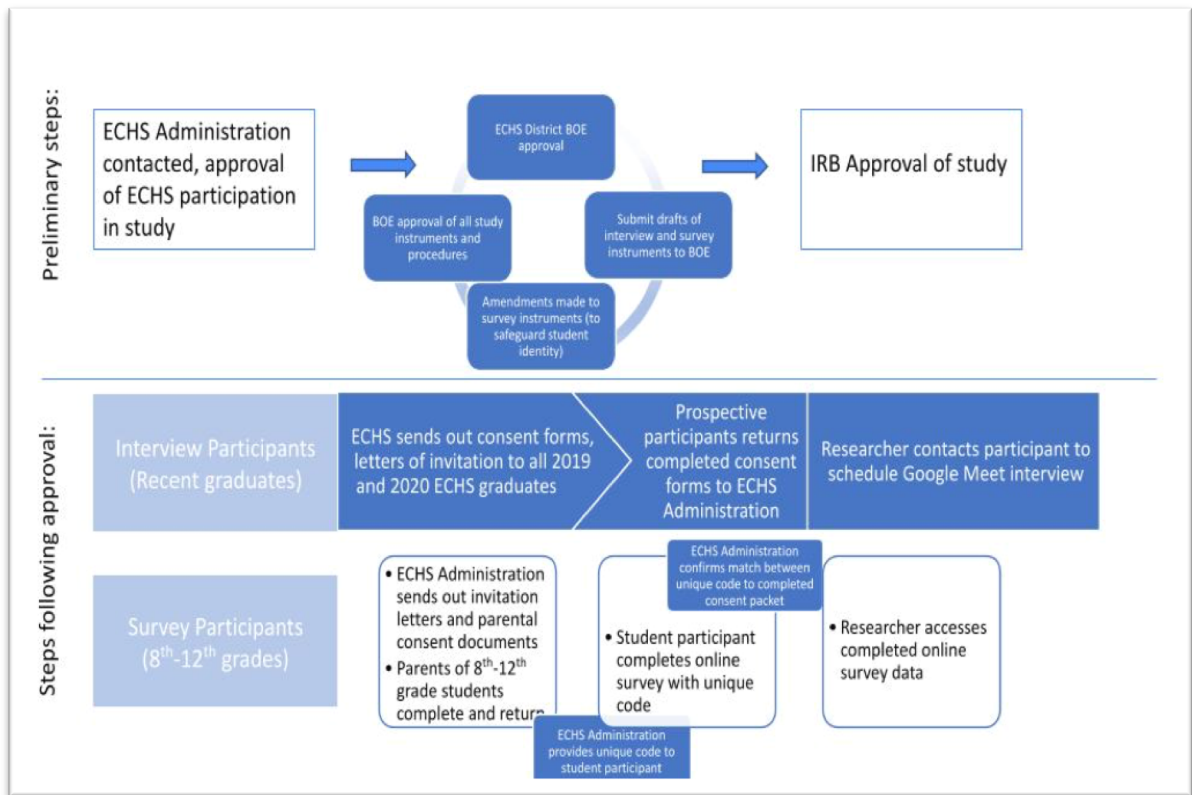 Preliminary steps:
ECHS Administration
contacted, approval
of ECHS participation
in study
ECHS District BOE
approval
Submit drafts of
interview and survey
instruments to BOE
Amendments made to
survey instruments (to
safeguard student
identity)
BOE approval of all study
instruments and
procedures
IRB Approval of study
Steps following approval:
Interview Participants
(Recent graduates)
ECHS sends out consent forms,
letters of invitation to all 2019
and 2020 ECHS graduates
Prospective
participants returns
completed consent
forms to ECHS
Administration
Researcher contacts participant to
schedule Google Meet interview
Survey Participants
(8th-12th grades)
• ECHS Administration
sends out invitation
letters and parental
consent documents
• Parents of 8th-12th
grade students
complete and return
ECHS Administration
provides unique code to
student participant
• Student participant
completes online
survey with unique
code
ECHS Administration
confirms match between
unique code to completed
consent packet
• Researcher accesses
completed online
survey data